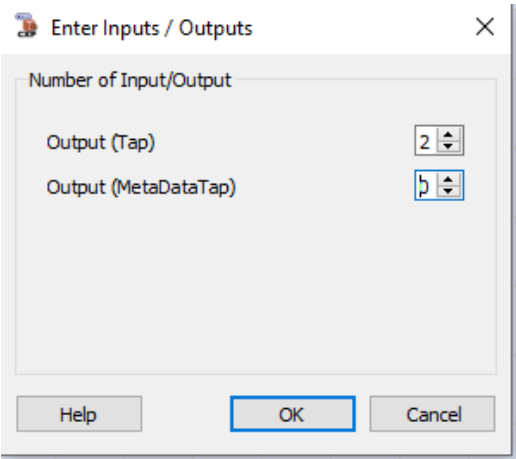 Enter Inputs / Outputs
Number of Input/Output
Output (Tap) 2
Output (MetaDataTap)
Help OK Cancel